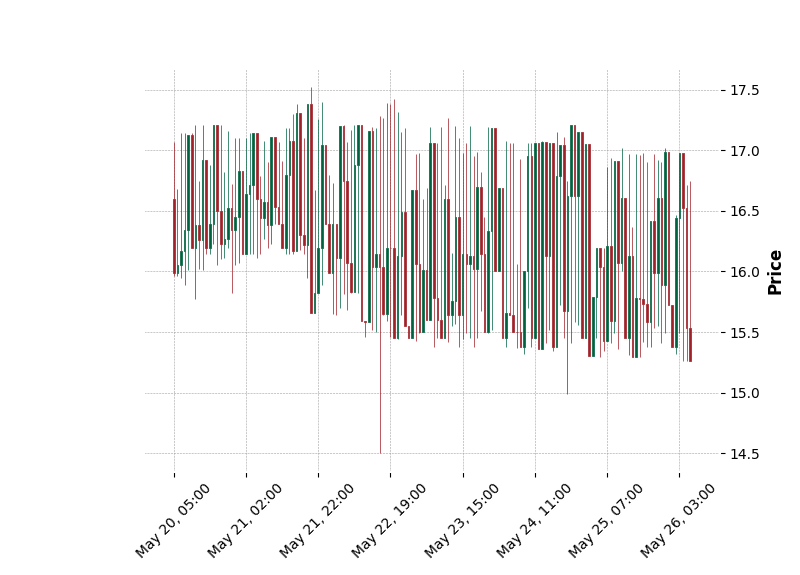 17.5
17.0
16.5
16.0
15.5
15.0
14.5
Price
May 20, 05:00
May 21, 02:00
May 21, 22:00
May 22, 19:00
May 23, 15:00
May 24, 11:00
May 25, 07:00
May 26, 03:00